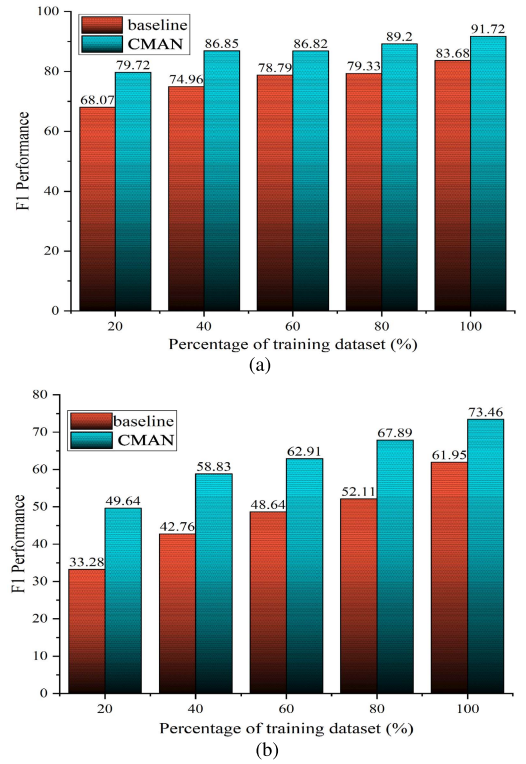 100
80
60
40
20
0
F1 Performance
baseline
CMAN
68.07
79.72
74.96
86.85
78.79
86.82
79.33
89.2
83.68
91.72
20 40 60 80 100
Percentage of training dataset (%)
(a)
80
70
60
50
40
30
20
10
0
F1 Performance
baseline
CMAN
33.28
49.64
42.76
58.83
48.64
62.91
52.11
67.89
61.95
73.46
20 40 60 80 100
Percentage of training dataset (%)
(b)